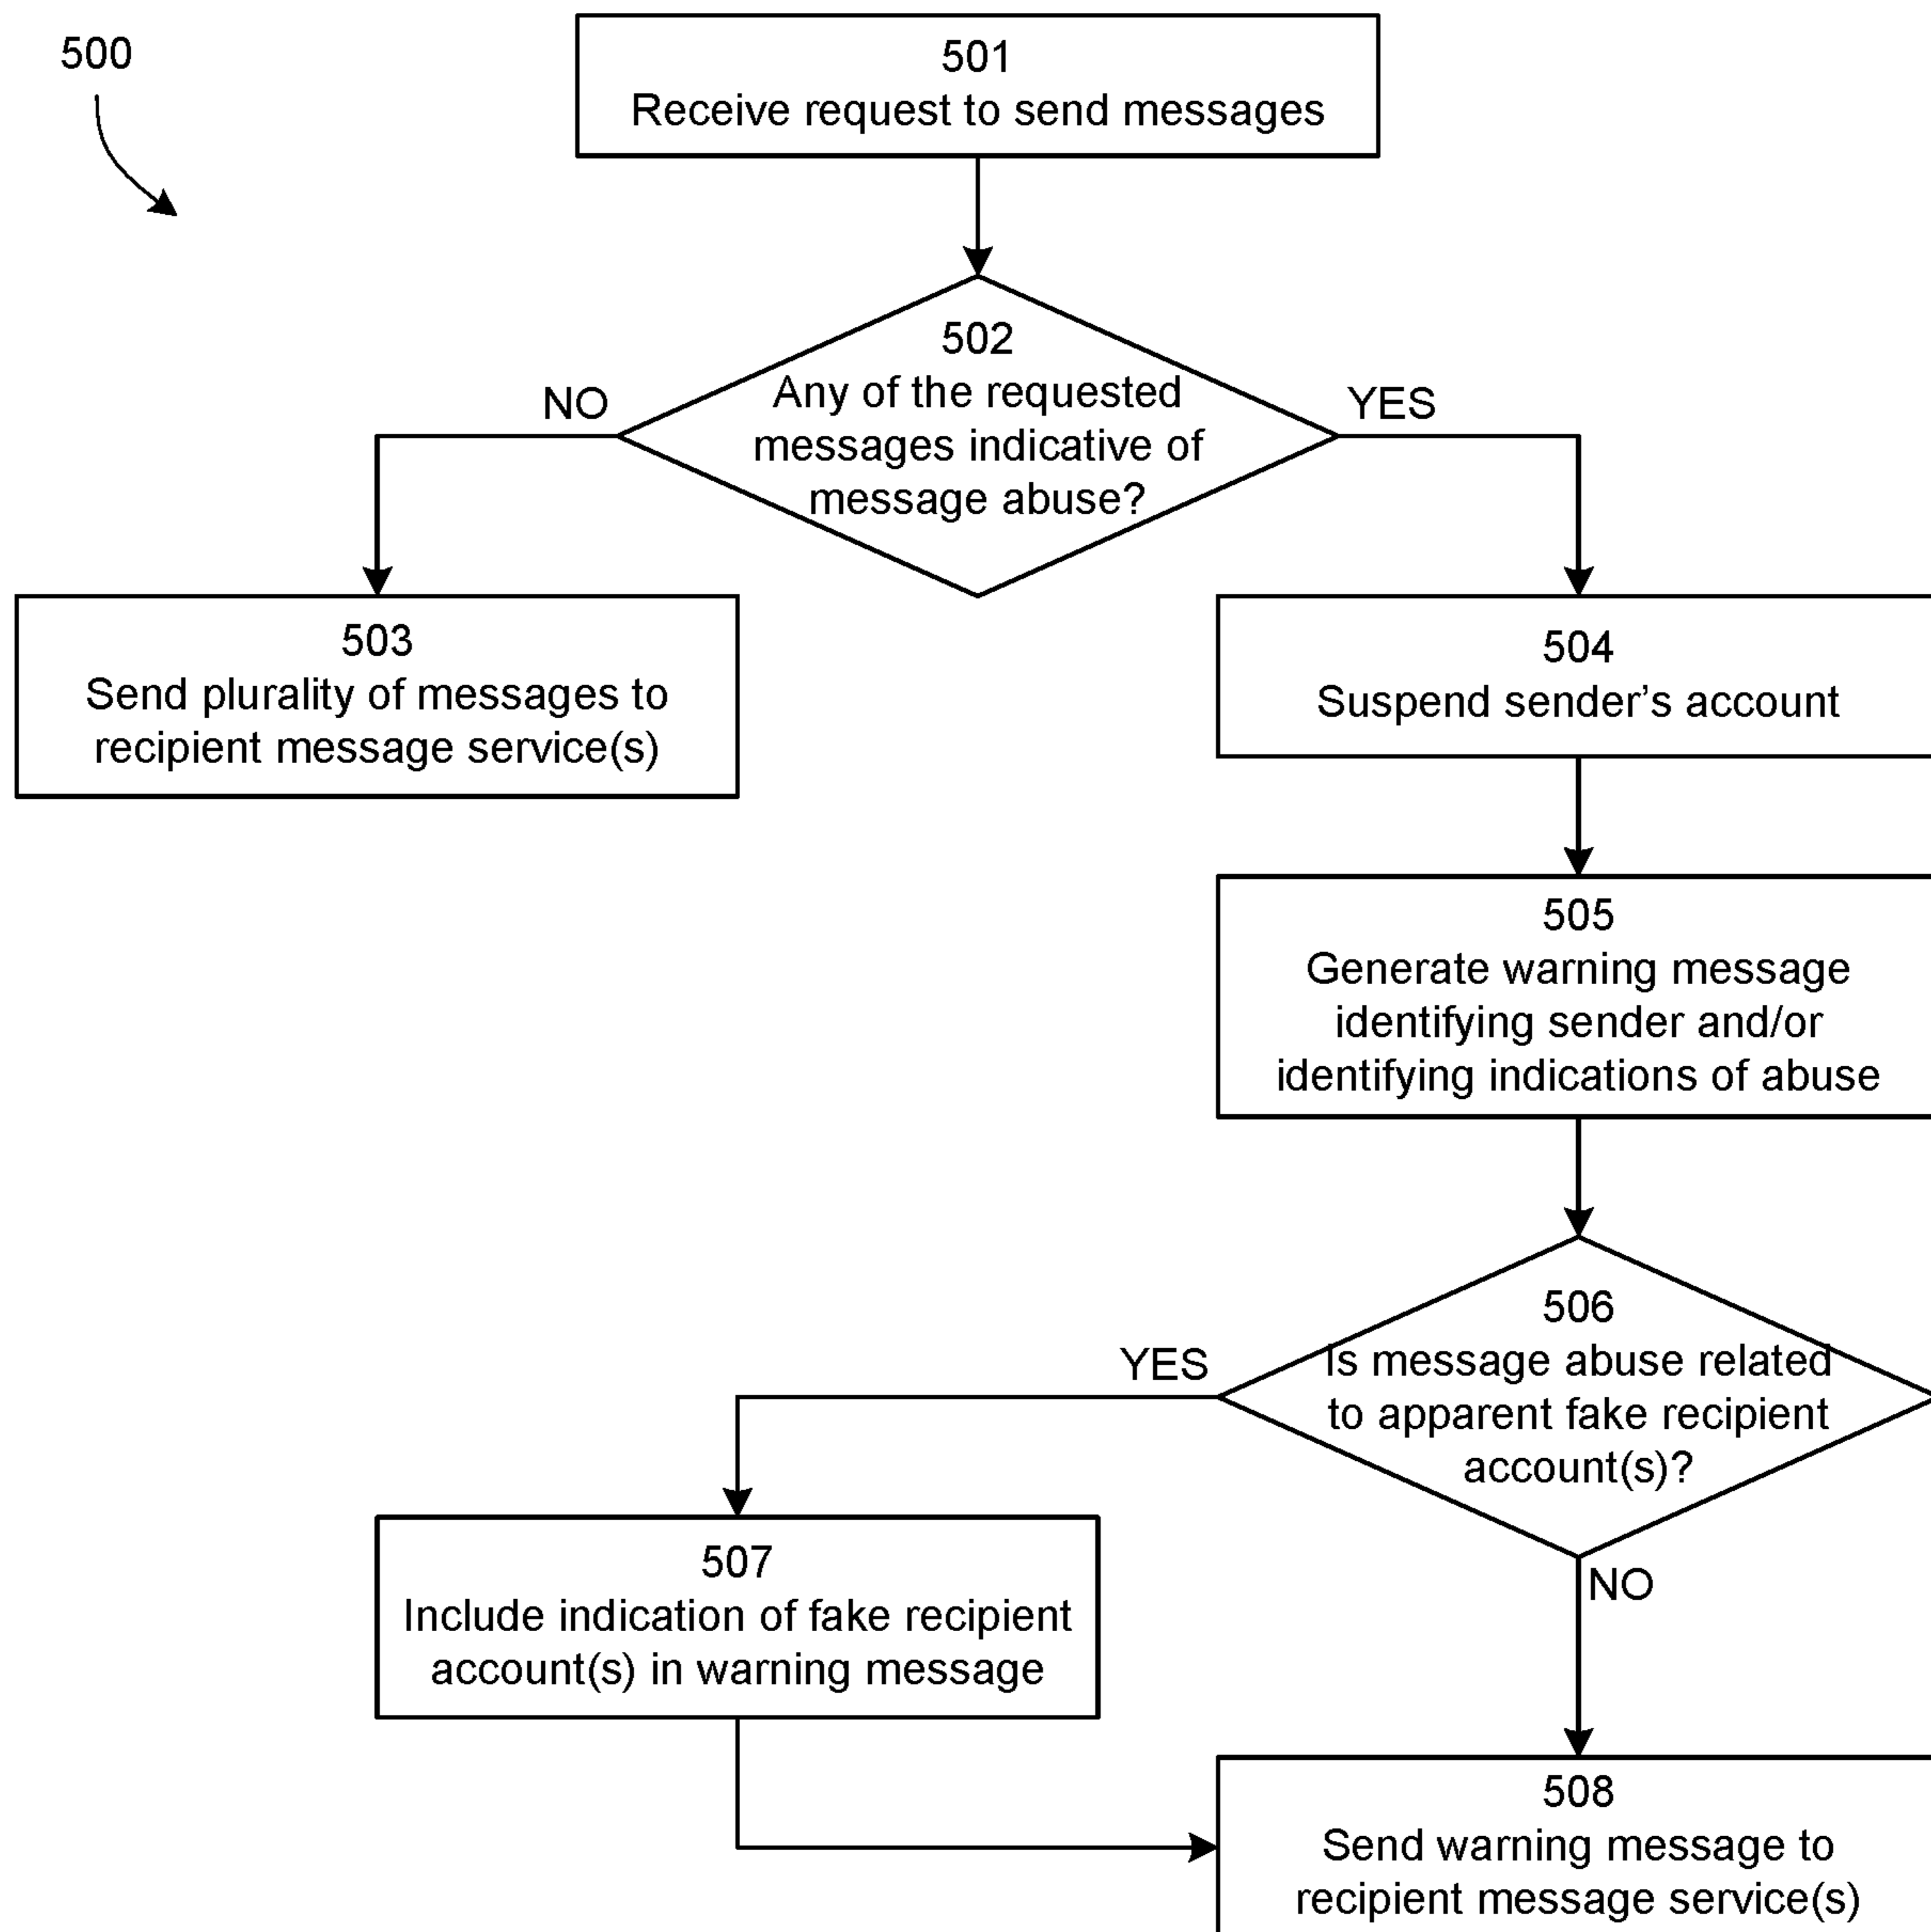 500
501
Receive request to send messages
502
Any of the requested
messages indicative of
message abuse?
NO
YES
503
Send plurality of messages to
recipient message service(s)
504
Suspend sender’s account
505
Generate warning message
identifying sender and/or
identifying indications of abuse
506
Is message abuse related
to apparent fake recipient
account(s)?
YES
NO
507
Include indication of fake recipient
account(s) in warning message
508
Send warning message to
recipient message service(s)